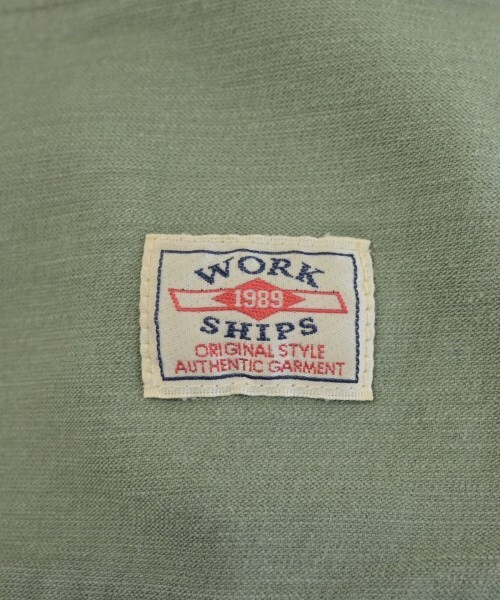 WORK
1989
SHIPS
ORIGINAL STYLE
AUTHENTIC GARMENT